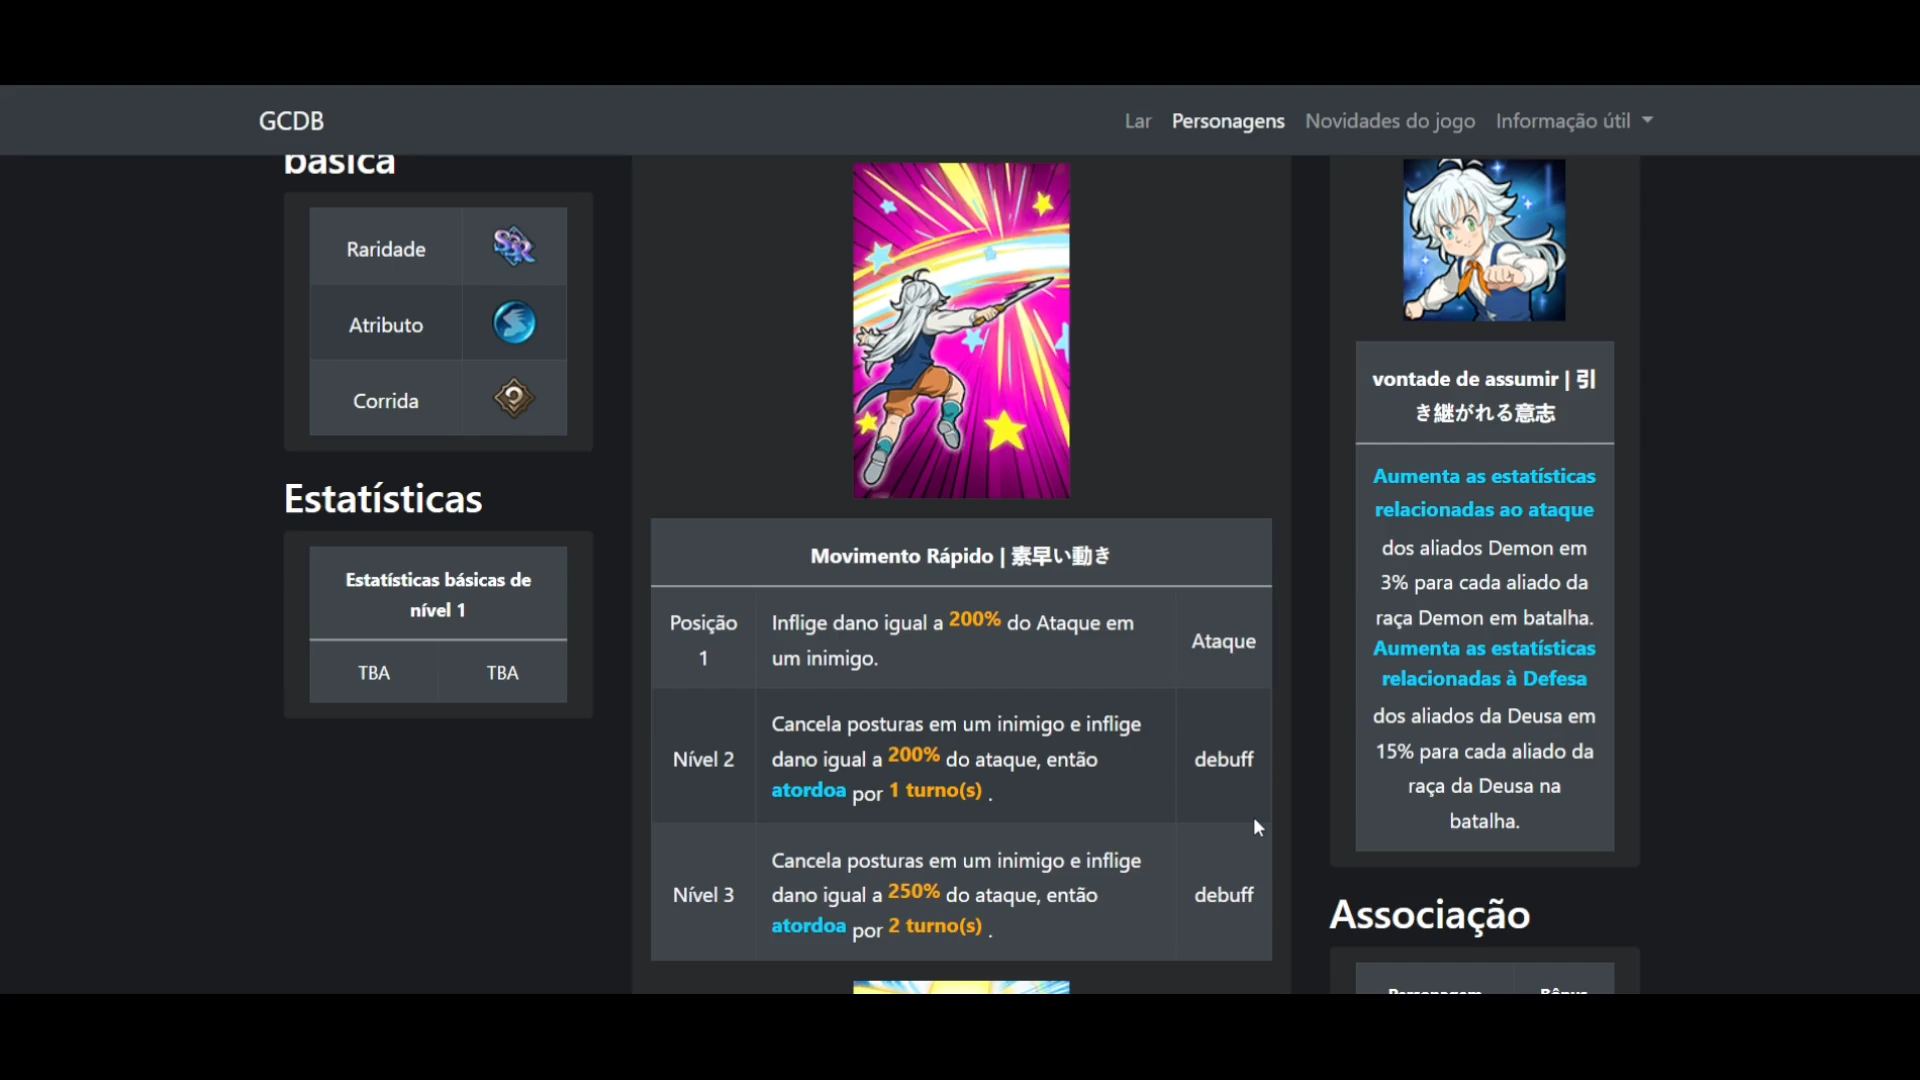 GCDB
Lar Personagens Novidades do jogo Informação útil
básica
Raridade SR
Atributo
Corrida
Estatísticas
Estatísticas básicas de
nível 1
TBA TBA
Movimento Rápido | 素早い動き
Posição
1
Inflige dano igual a 200% do Ataque em
um inimigo.
Ataque
Nível 2
Cancela posturas em um inimigo e inflige
dano igual a 200% do ataque, então
atordoa por 1 turno(s) .
debuff
Nível 3
Cancela posturas em um inimigo e inflige
dano igual a 250% do ataque, então
atordoa por 2 turno(s) .
debuff
vontade de assumir | 引
き継がれる意志
Aumenta as estatísticas
relacionadas ao ataque
dos aliados Demon em
3% para cada aliado da
raça Demon em batalha.
Aumenta as estatísticas
relacionadas à Defesa
dos aliados da Deusa em
15% para cada aliado da
raça da Deusa na
batalha.
Associação
Personagem Bônus